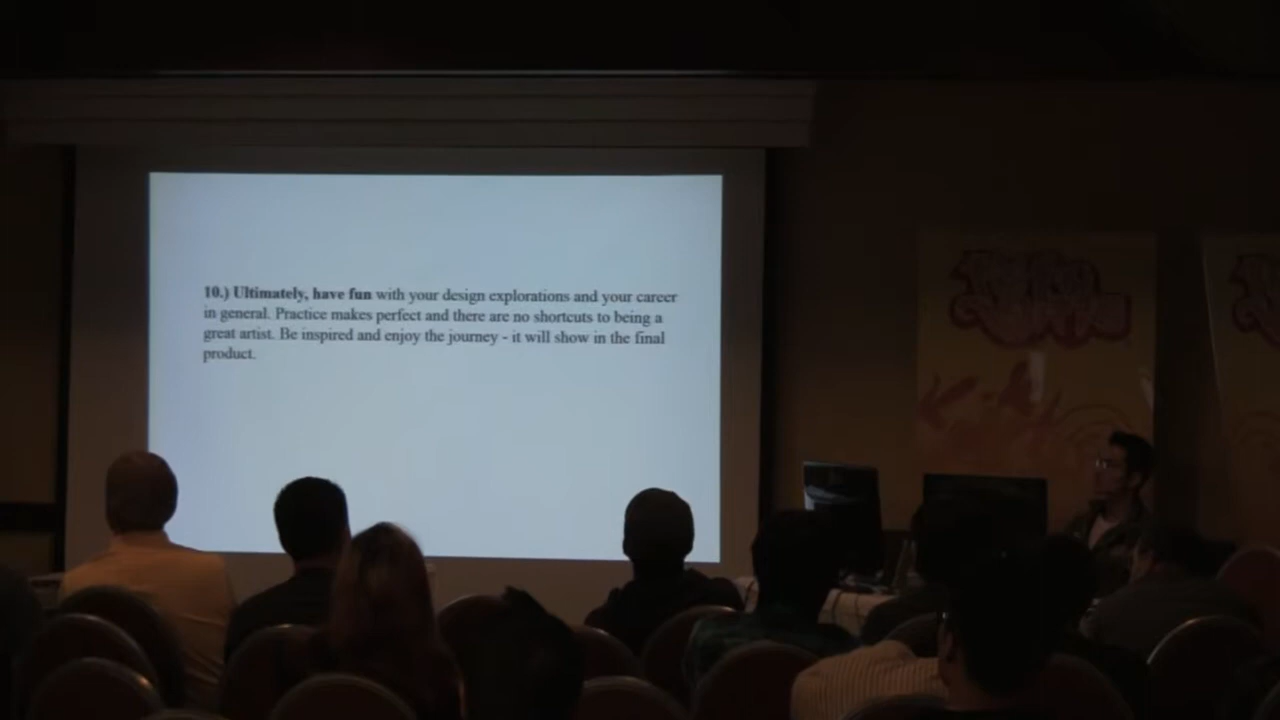 10.) Ultimately, have fun with your design explorations and your career
in general. Practice makes perfect and there are no shortcuts to being a
great artist. Be inspired and enjoy the journey - it will show in the final
product.